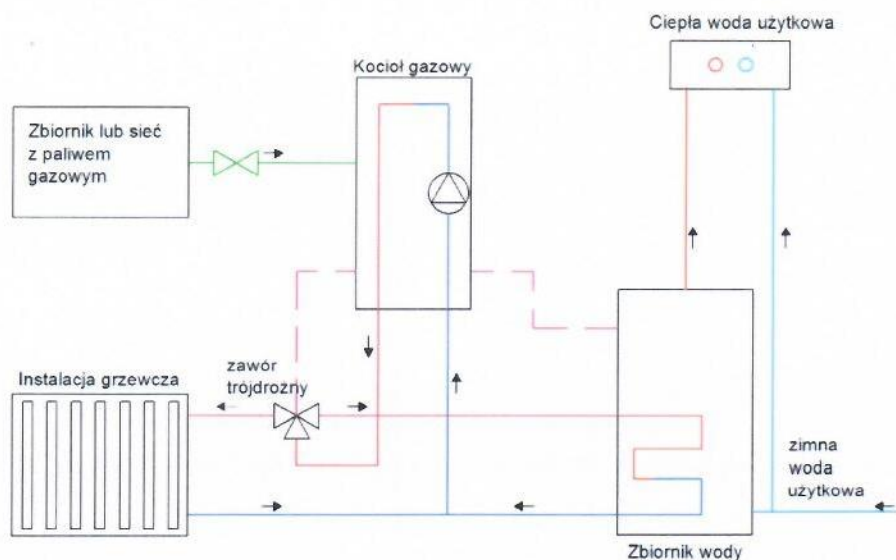 Ciepła woda użytkowa
Kocioł gazowy
Zbiornik lub sieć
z paliwem
gazowym
zawór
trójdrożny
Instalacja grzewcza
zimna
woda
użytkowa
Zbiornik wody